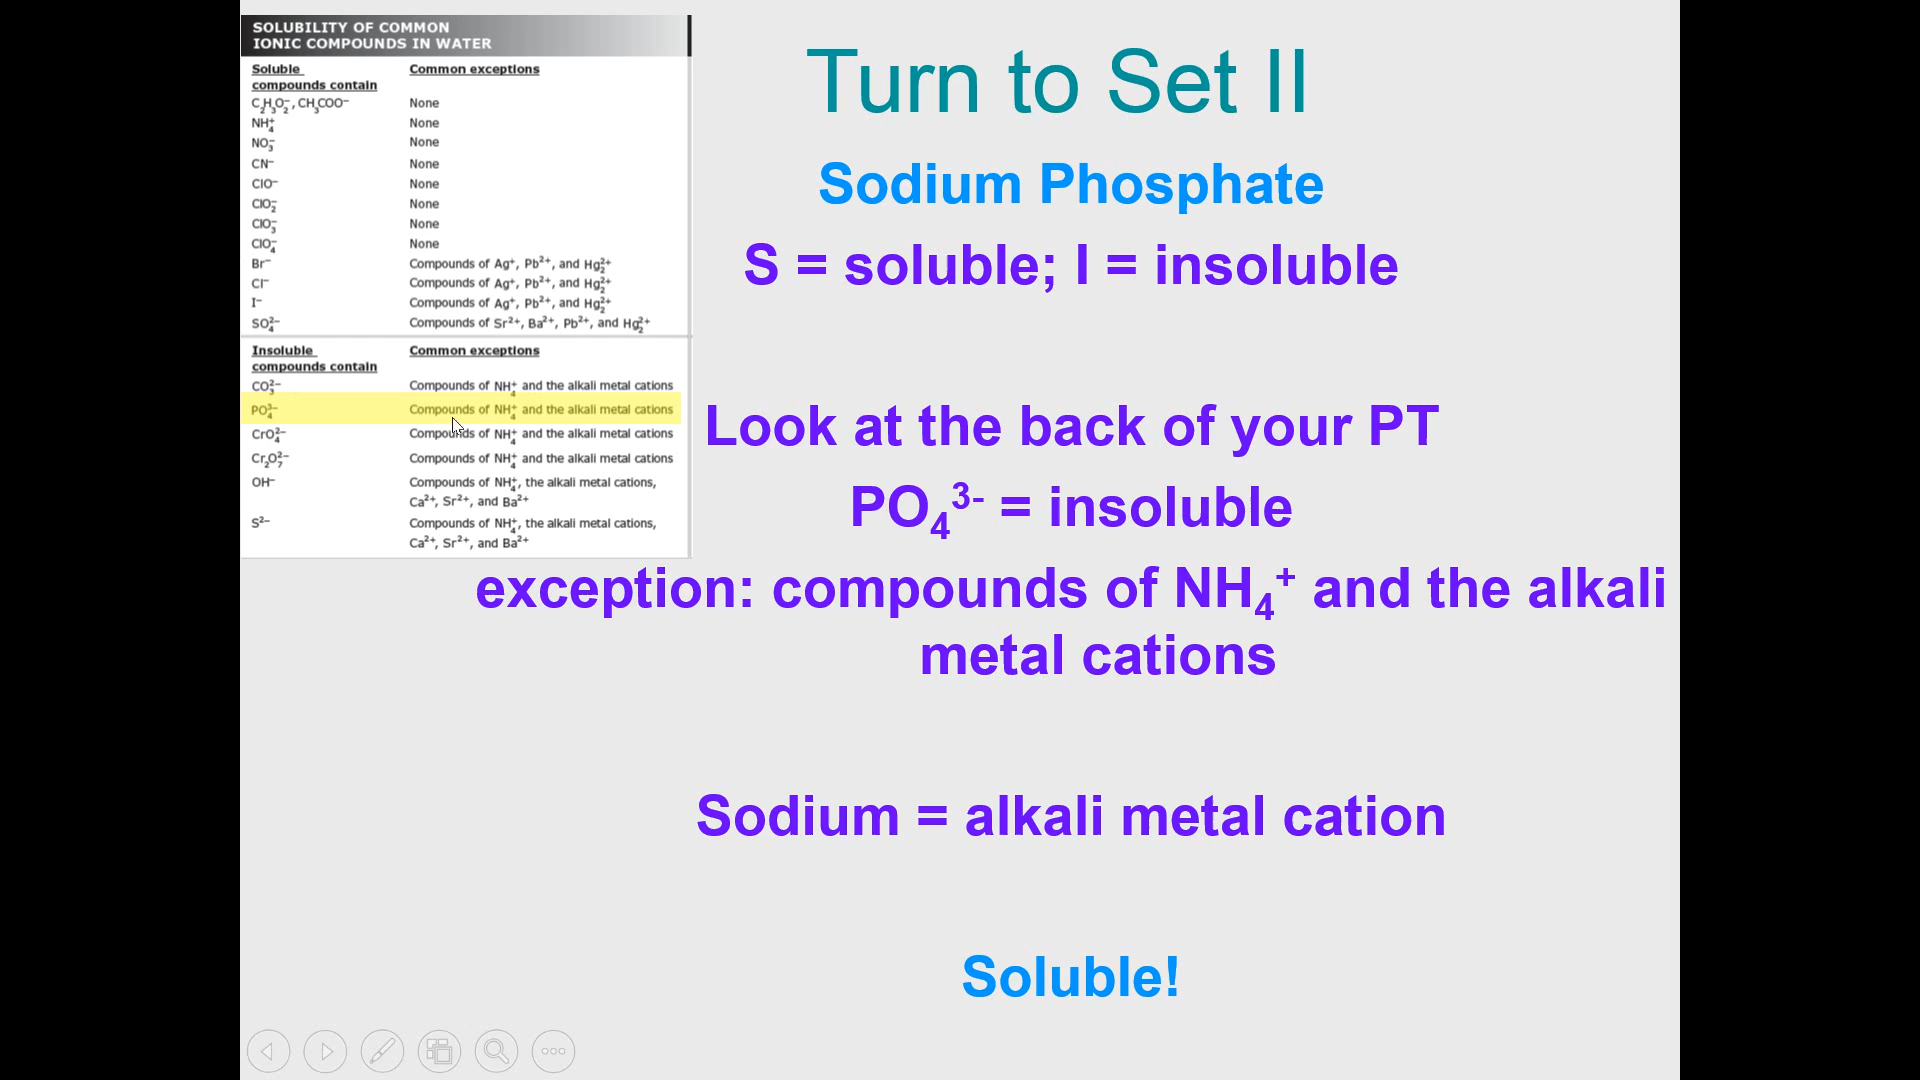 SOLUBILITY OF COMMON
IONIC COMPOUNDS IN WATER
Soluble compounds contain	Common exceptions
C₂H₃O₂⁻, CH₃COO⁻	None
NH₄⁺	None
NO₃⁻	None
CN⁻	None
ClO⁻	None
ClO₂⁻	None
ClO₃⁻	None
ClO₄⁻	None
Br⁻	Compounds of Ag⁺, Pb²⁺, and Hg₂²⁺
Cl⁻	Compounds of Ag⁺, Pb²⁺, and Hg₂²⁺
I⁻	Compounds of Ag⁺, Pb²⁺, and Hg₂²⁺
SO₄²⁻	Compounds of Sr²⁺, Ba²⁺, Pb²⁺, and Hg₂²⁺
Insoluble compounds contain	Common exceptions
CO₃²⁻	Compounds of NH₄⁺ and the alkali metal cations
PO₄³⁻	Compounds of NH₄⁺ and the alkali metal cations
CrO₄²⁻	Compounds of NH₄⁺ and the alkali metal cations
Cr₂O₇²⁻	Compounds of NH₄⁺ and the alkali metal cations
OH⁻	Compounds of NH₄⁺, the alkali metal cations,
Ca²⁺, Sr²⁺, and Ba²⁺
S²⁻	Compounds of NH₄⁺, the alkali metal cations,
Ca²⁺, Sr²⁺, and Ba²⁺
Turn to Set II
Sodium Phosphate
S = soluble; I = insoluble
Look at the back of your PT
PO₄³⁻ = insoluble
exception: compounds of NH₄⁺ and the alkali
metal cations
Sodium = alkali metal cation
Soluble!